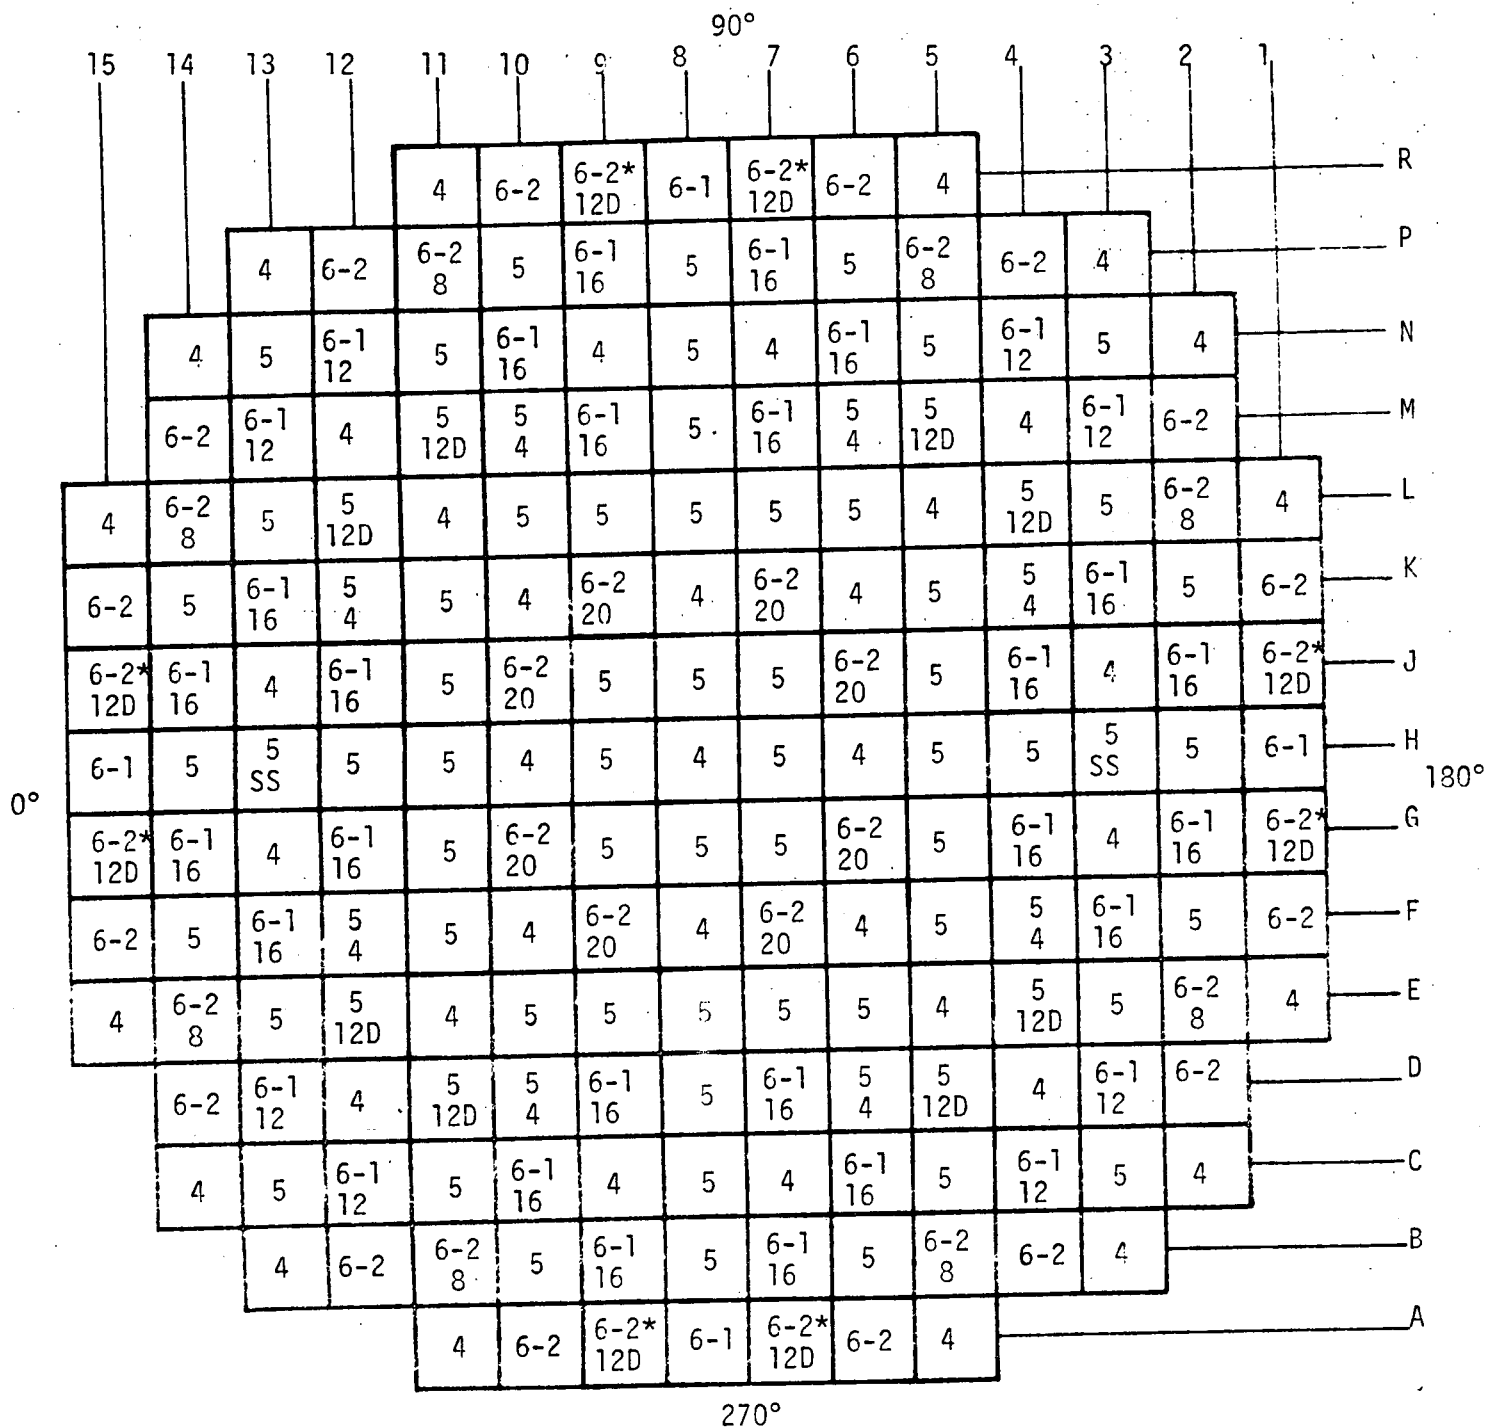 90°
15 14 13 12 11 10 9 8 7 6 5 4 3 2 1
4 6-2 6-2* 6-1 6-2* 6-2 4 R
12D 12D
4 6-2 6-2 5 6-1 5 6-1 5 6-2 6-2 4 P
8 16 16 8
4 5 6-1 5 6-1 4 5 4 6-1 5 6-1 5 4 N
12 16 16 12
6-2 6-1 4 5 5 6-1 5 6-1 5 5 4 6-1 6-2 M
12 12D 4 16 16 4 12D 12
4 6-2 5 5 4 5 5 5 5 5 4 5 5 6-2 4 L
8 12D 12D 8
6-2 5 6-1 5 5 4 6-2 4 6-2 4 5 5 6-1 5 6-2 K
16 4 20 20 4 16
6-2* 6-1 4 6-1 5 6-2 5 5 5 6-2 5 6-1 4 6-1 6-2* J
12D 16 16 20 20 16 16 12D
6-1 5 5 5 5 4 5 4 5 4 5 5 5 5 6-1 H
SS SS
0° 180°
6-2* 6-1 4 6-1 5 6-2 5 5 5 6-2 5 6-1 4 6-1 6-2* G
12D 16 16 20 20 16 16 12D
6-2 5 6-1 5 5 4 6-2 4 6-2 4 5 5 6-1 5 6-2 F
16 4 20 20 4 16
4 6-2 5 5 4 5 5 5 5 5 4 5 5 6-2 4 E
8 12D 12D 8
6-2 6-1 4 5 5 6-1 5 6-1 5 5 4 6-1 6-2 D
12 12D 4 16 16 4 12D 12
4 5 6-1 5 6-1 4 5 4 6-1 5 6-1 5 4 C
12 16 16 12
4 6-2 6-2 5 6-1 5 6-1 5 6-2 6-2 4 B
8 16 16 8
4 6-2 6-2* 6-1 6-2* 6-2 4 A
12D 12D
270°